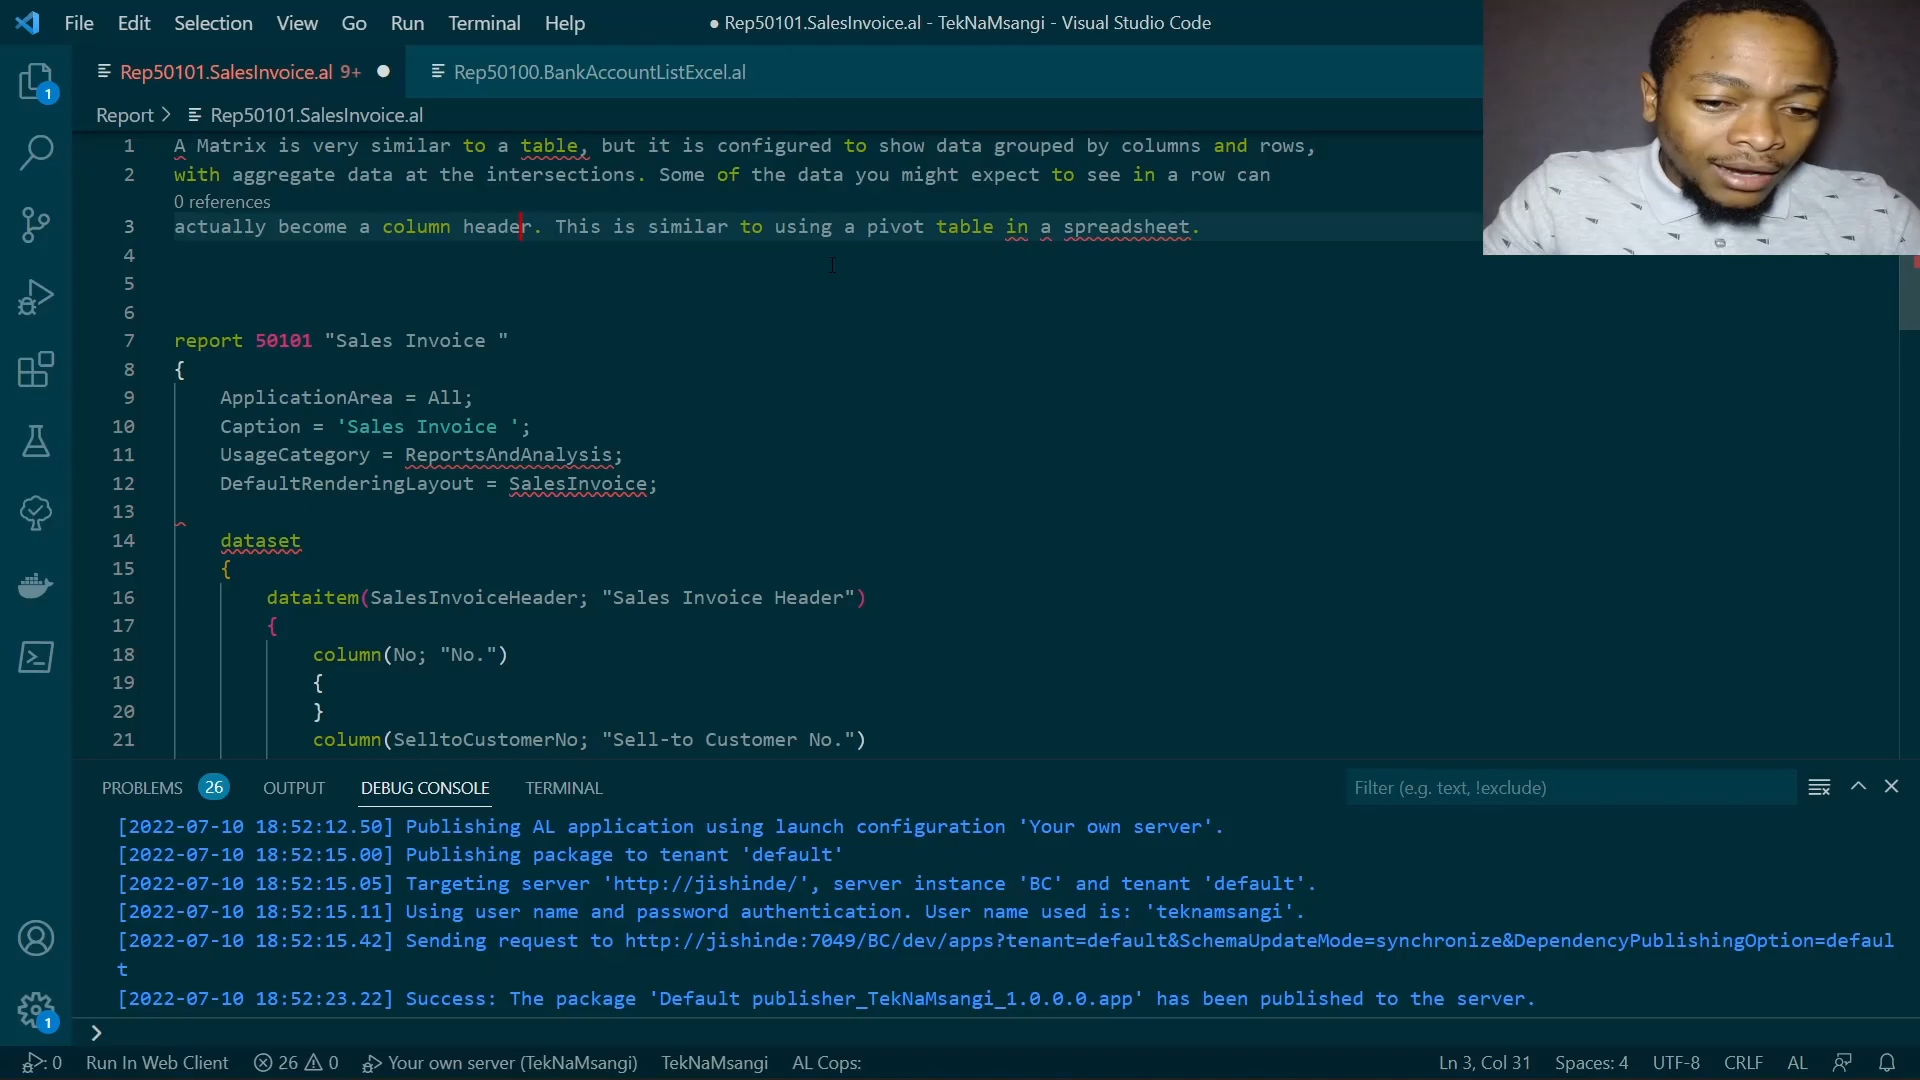 File Edit Selection View Go Run Terminal Help ● Rep50101.SalesInvoice.al - TekNaMsangi - Visual Studio Code
Rep50101.SalesInvoice.al 9+ ● Rep50100.BankAccountListExcel.al
Report > Rep50101.SalesInvoice.al
1 A Matrix is very similar to a table, but it is configured to show data grouped by columns and rows,
2 with aggregate data at the intersections. Some of the data you might expect to see in a row can
0 references
3 actually become a column header. This is similar to using a pivot table in a spreadsheet.
4
5
6
7 report 50101 "Sales Invoice "
8 {
9 ApplicationArea = All;
10 Caption = 'Sales Invoice ';
11 UsageCategory = ReportsAndAnalysis;
12 DefaultRenderingLayout = SalesInvoice;
13
14 dataset
15 {
16 dataitem(SalesInvoiceHeader; "Sales Invoice Header")
17 {
18 column(No; "No.")
19 {
20 }
21 column(SelltoCustomerNo; "Sell-to Customer No.")
PROBLEMS 26 OUTPUT DEBUG CONSOLE TERMINAL Filter (e.g. text, !exclude)
[2022-07-10 18:52:12.50] Publishing AL application using launch configuration 'Your own server'.
[2022-07-10 18:52:15.00] Publishing package to tenant 'default'
[2022-07-10 18:52:15.05] Targeting server 'http://jishinde/', server instance 'BC' and tenant 'default'.
[2022-07-10 18:52:15.11] Using user name and password authentication. User name used is: 'teknamsangi'.
[2022-07-10 18:52:15.42] Sending request to http://jishinde:7049/BC/dev/apps?tenant=default&SchemaUpdateMode=synchronize&DependencyPublishingOption=defaul
t
[2022-07-10 18:52:23.22] Success: The package 'Default publisher_TekNaMsangi_1.0.0.0.app' has been published to the server.
>
1
1
: 0 Run In Web Client 26 0 Your own server (TekNaMsangi) TekNaMsangi AL Cops: Ln 3, Col 31 Spaces: 4 UTF-8 CRLF AL